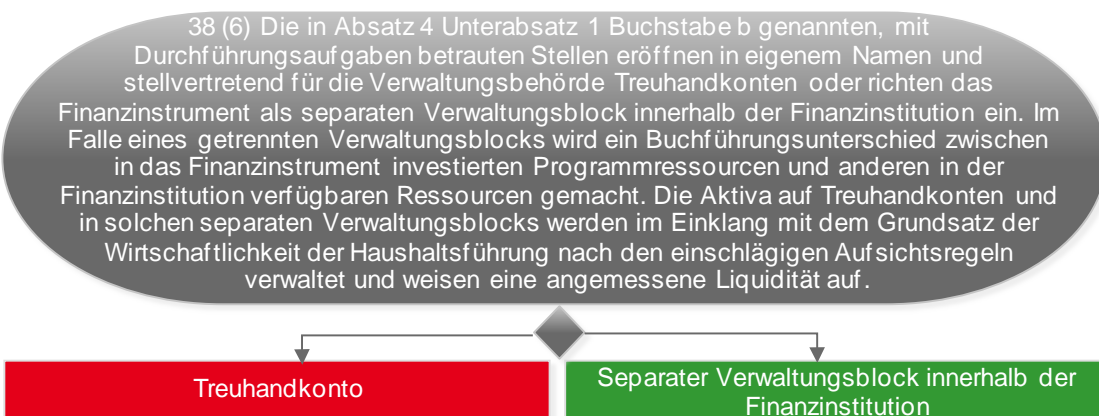 38 (6) Die in Absatz 4 Unterabsatz 1 Buchstabe b genannten, mit
Durchführungsaufgaben betrauten Stellen eröffnen in eigenem Namen und
stellvertretend für die Verwaltungsbehörde Treuhandkonten oder richten das
Finanzinstrument als separaten Verwaltungsblock innerhalb der Finanzinstitution ein. Im
Falle eines getrennten Verwaltungsblocks wird ein Buchführungsunterschied zwischen
in das Finanzinstrument investierten Programmressourcen und anderen in der
Finanzinstitution verfügbaren Ressourcen gemacht. Die Aktiva auf Treuhandkonten und
in solchen separaten Verwaltungsblocks werden im Einklang mit dem Grundsatz der
Wirtschaftlichkeit der Haushaltsführung nach den einschlägigen Aufsichtsregeln
verwaltet und weisen eine angemessene Liquidität auf.
Treuhandkonto
Separater Verwaltungsblock innerhalb der
Finanzinstitution